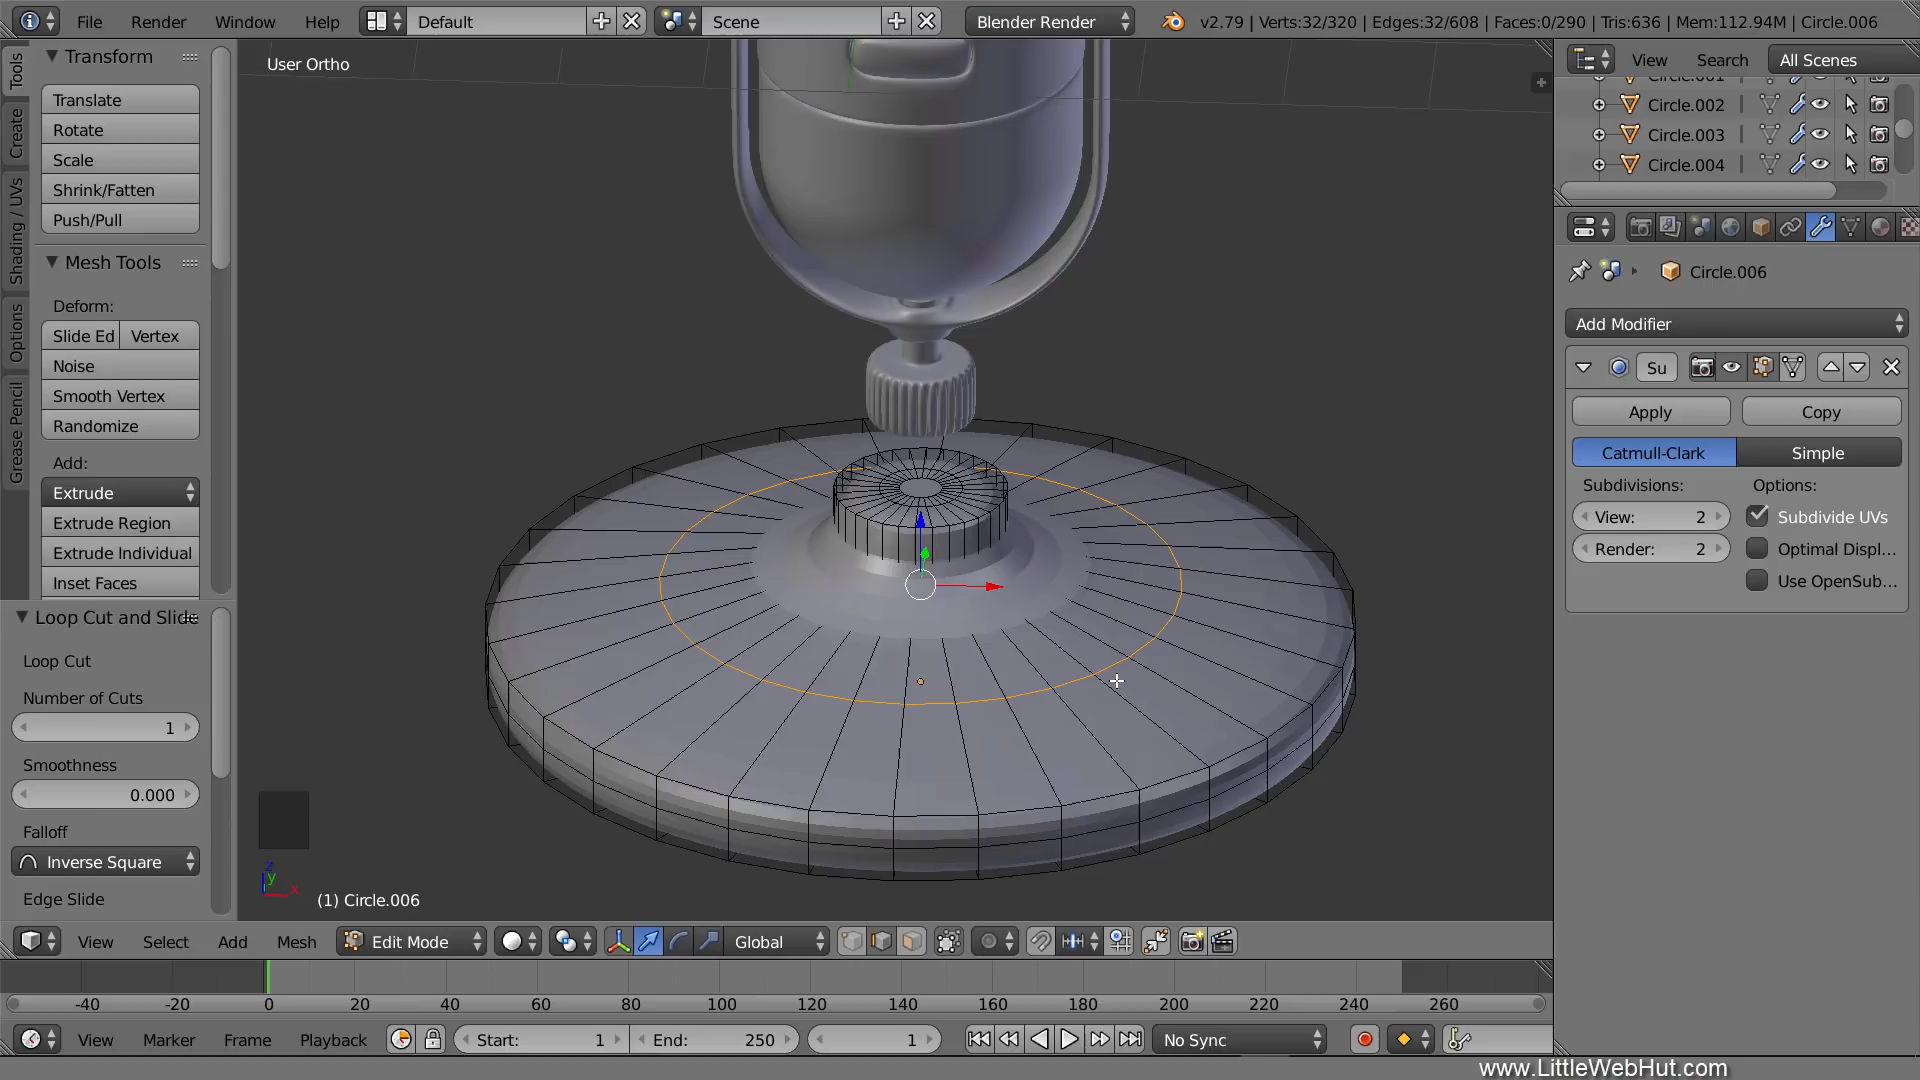 File Render Window Help Default Scene Blender Render v2.79 | Verts:32/320 | Edges:32/608 | Faces:0/290 | Tris:636 | Mem:112.94M | Circle.006
Tools
Create
Shading / UVs
Options
Grease Pencil
Transform
Translate
Rotate
Scale
Shrink/Fatten
Push/Pull
Mesh Tools
Deform:
Slide Ed Vertex
Noise
Smooth Vertex
Randomize
Add:
Extrude
Extrude Region
Extrude Individual
Inset Faces
Loop Cut and Slide
Loop Cut
Number of Cuts
1
Smoothness
0.000
Falloff
Inverse Square
Edge Slide
User Ortho
z
y
x
(1) Circle.006
View Search All Scenes
Circle.001
Circle.002
Circle.003
Circle.004
Circle.006
Add Modifier
Su
Apply Copy
Catmull-Clark Simple
Subdivisions: Options:
View: 2 Subdivide UVs
Render: 2 Optimal Displ...
Use OpenSub...
View Select Add Mesh Edit Mode Global
-40 -20 0 20 40 60 80 100 120 140 160 180 200 220 240 260
View Marker Frame Playback Start: 1 End: 250 1 No Sync
www.LittleWebHut.com